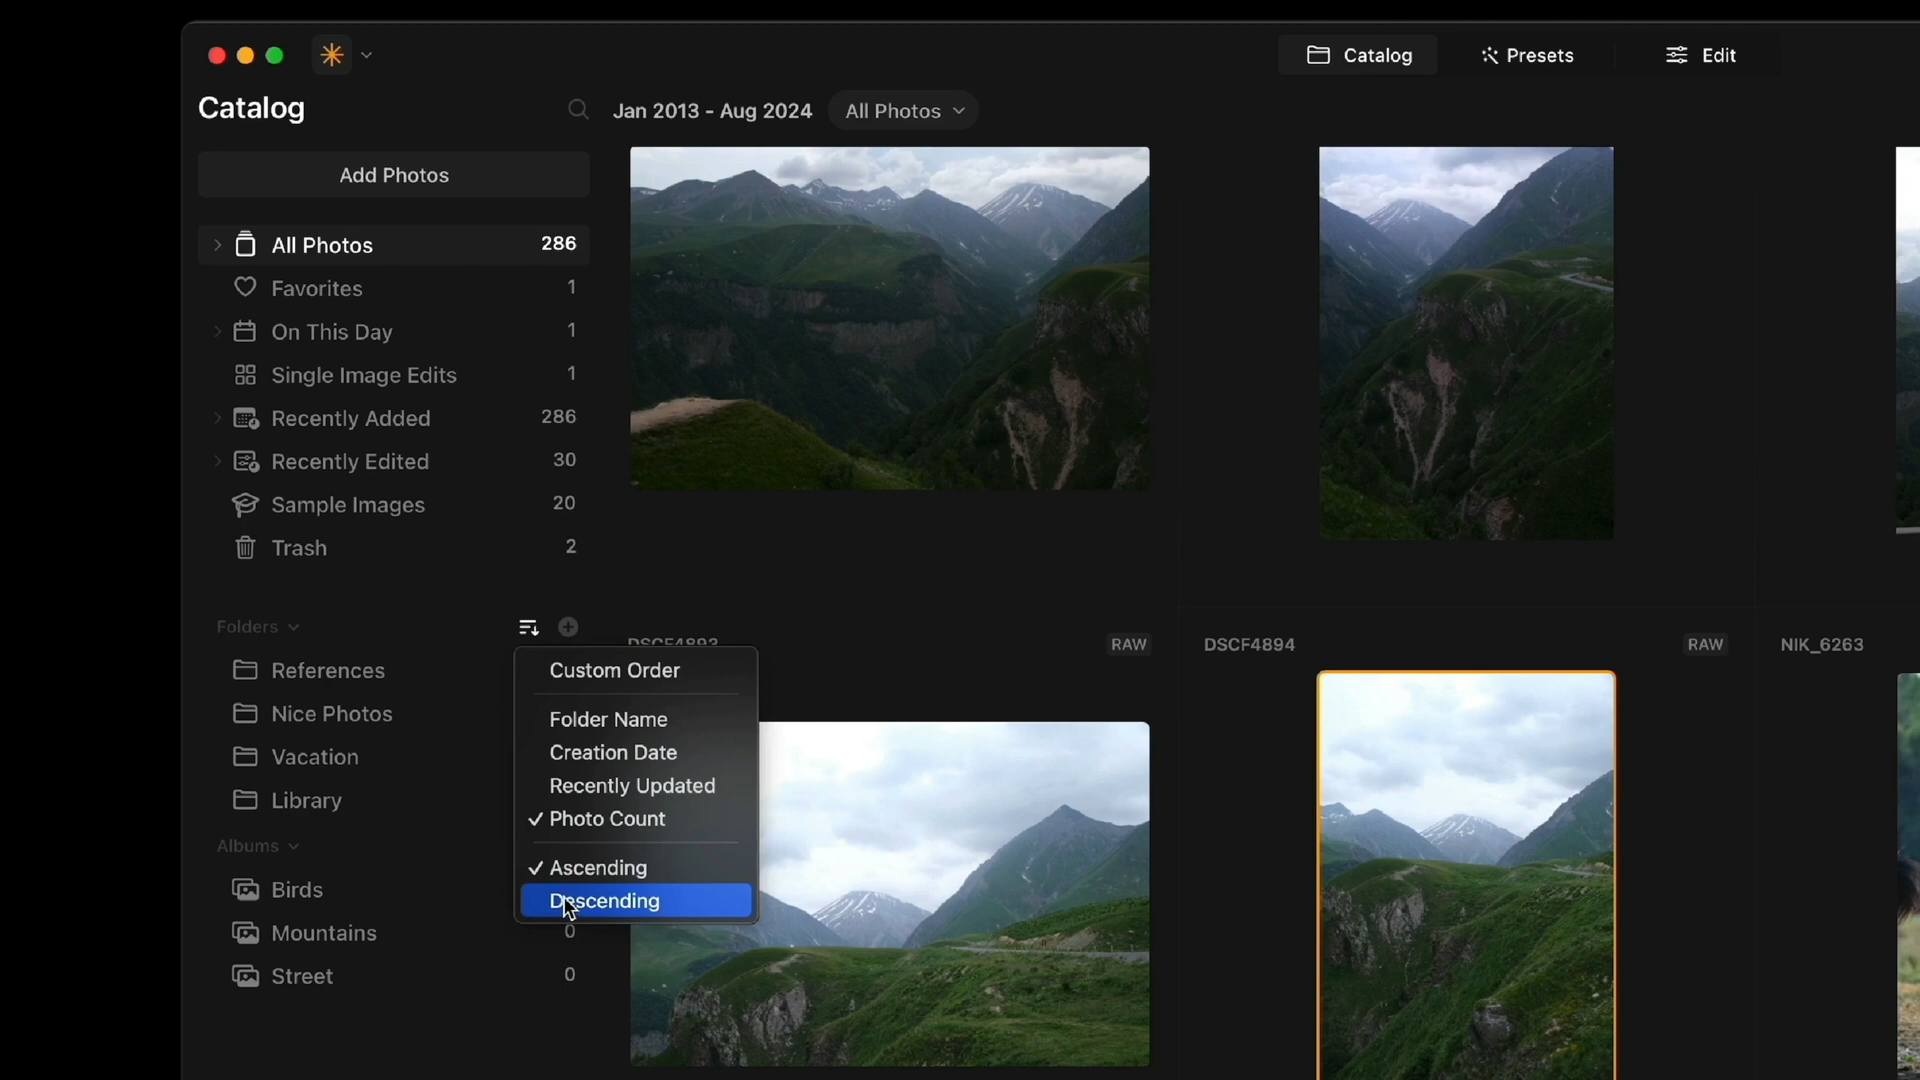 Catalog
Presets
Edit
Catalog
Jan 2013 - Aug 2024
All Photos
Add Photos
All Photos 286
Favorites 1
On This Day 1
Single Image Edits 1
Recently Added 286
Recently Edited 30
Sample Images 20
Trash 2
Folders
References
Nice Photos
Vacation
Library
Albums
Birds
Mountains 0
Street 0
Custom Order
Folder Name
Creation Date
Recently Updated
Photo Count
Ascending
Descending
DSCF4893 RAW
DSCF4894 RAW
NIK_6263